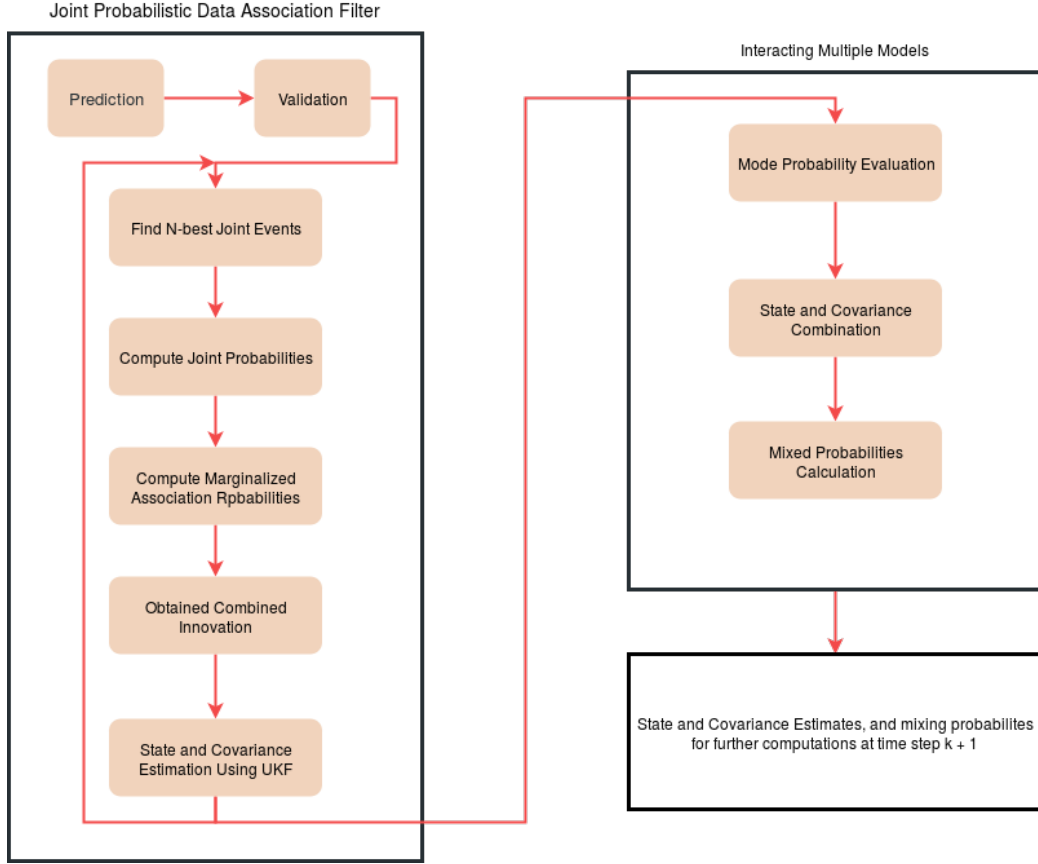 Joint Probabilistic Data Association Filter
Prediction
Validation
Find N-best Joint Events
Compute Joint Probabilities
Compute Marginalized
Association Rpbabilities
Obtained Combined
Innovation
State and Covariance
Estimation Using UKF
Interacting Multiple Models
Mode Probability Evaluation
State and Covariance
Combination
Mixed Probabilities
Calculation
State and Covariance Estimates, and mixing probabilites
for further computations at time step k + 1